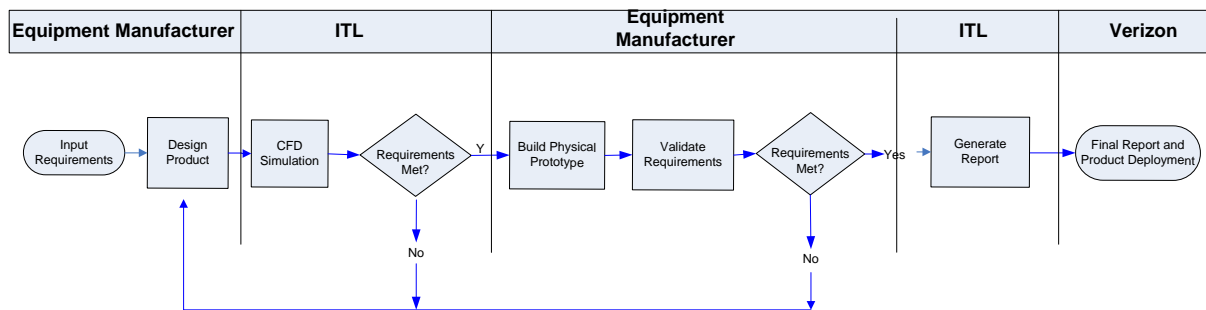 Equipment Manufacturer
ITL
Equipment
Manufacturer
ITL
Verizon
Input
Requirements
Design
Product
CFD
Simulation
Requirements
Met?
Y
Build Physical
Prototype
Validate
Requirements
Requirements
Met?
Yes
Generate
Report
Final Report and
Product Deployment
No
No